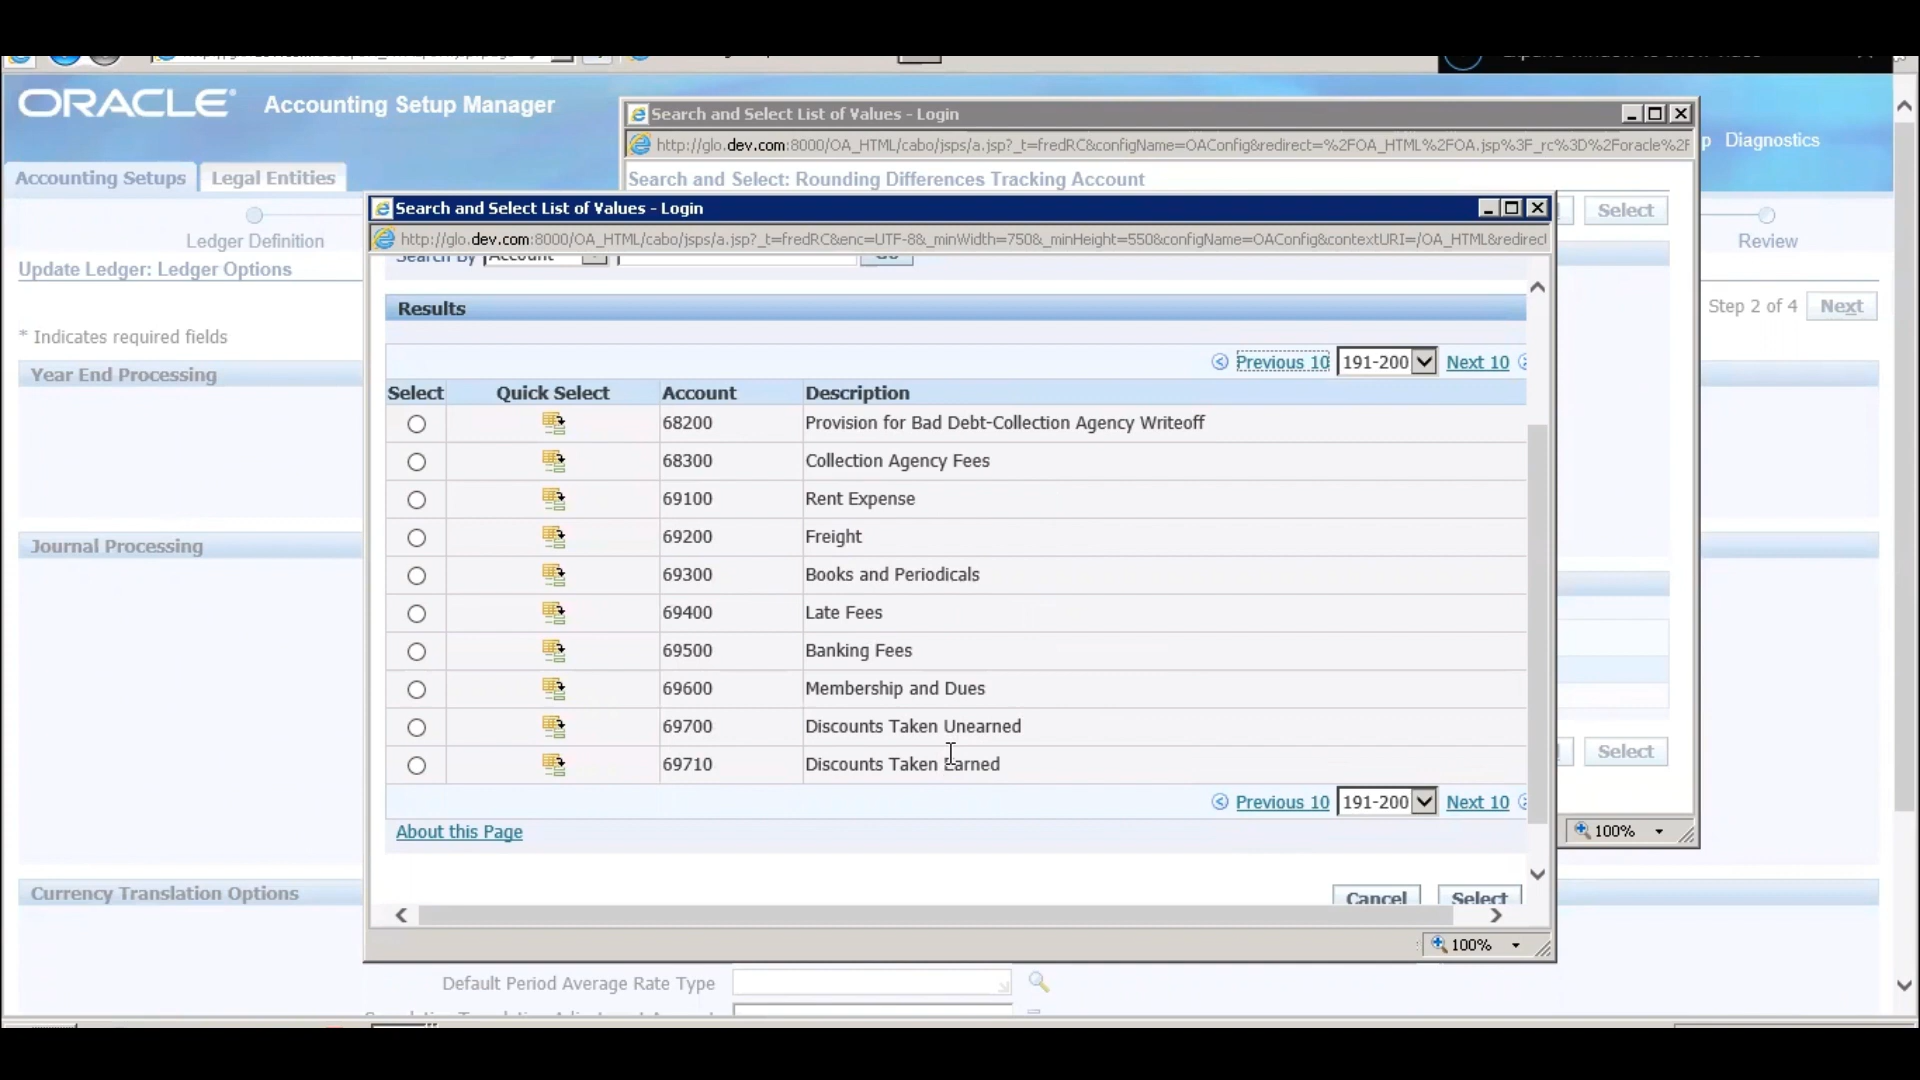 ORACLE Accounting Setup Manager
Search and Select List of Values - Login
http://glo.dev.com:8000/OA_HTML/cabo/jsps/a.jsp?_t=fredRC&configName=OAConfig&redirect=%2FOA_HTML%2FOA.jsp%3F_rc%3D%2Foracle%2F
Diagnostics
Accounting Setups
Legal Entities
Search and Select: Rounding Differences Tracking Account
Search and Select List of Values - Login
Select
Ledger Definition
http://glo.dev.com:8000/OA_HTML/cabo/jsps/a.jsp?_t=fredRC&enc=UTF-8&_minWidth=750&_minHeight=550&configName=OAConfig&contextURI=/OA_HTML&redirect
Review
Search By Account Go
Update Ledger: Ledger Options
Results
Step 2 of 4 Next
* Indicates required fields
Previous 10 191-200 Next 10
Year End Processing
Select Quick Select Account Description
68200 Provision for Bad Debt-Collection Agency Writeoff
68300 Collection Agency Fees
69100 Rent Expense
69200 Freight
Journal Processing
69300 Books and Periodicals
69400 Late Fees
69500 Banking Fees
69600 Membership and Dues
69700 Discounts Taken Unearned
Select
69710 Discounts Taken Earned
Previous 10 191-200 Next 10
About this Page
100%
Currency Translation Options
Cancel Select
100%
Default Period Average Rate Type